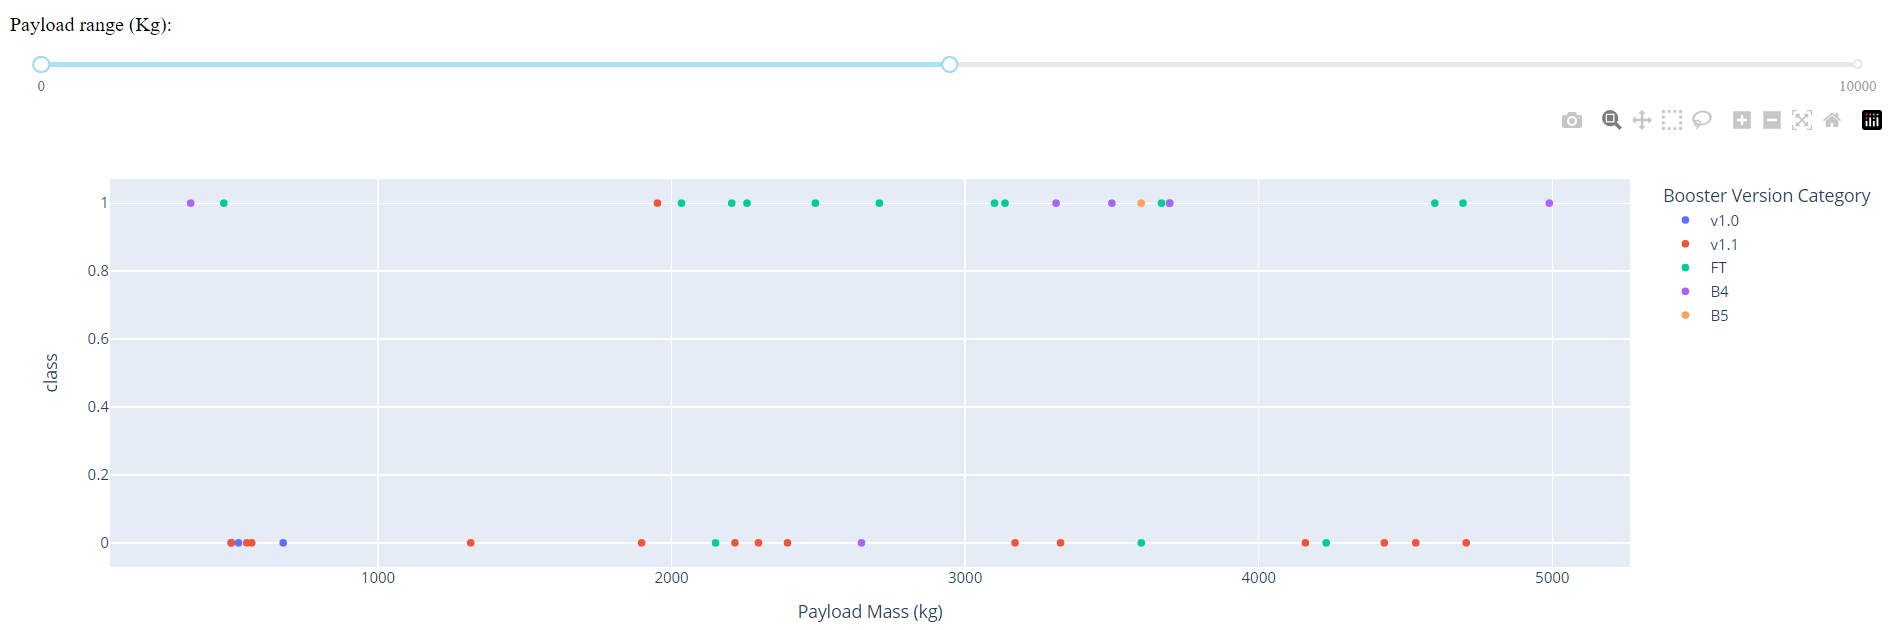 Payload range (Kg):
0
10000
Booster Version Category
v1.0
v1.1
FT
B4
B5
1
0.8
0.6
0.4
0.2
0
class
1000
2000
3000
4000
5000
Payload Mass (kg)